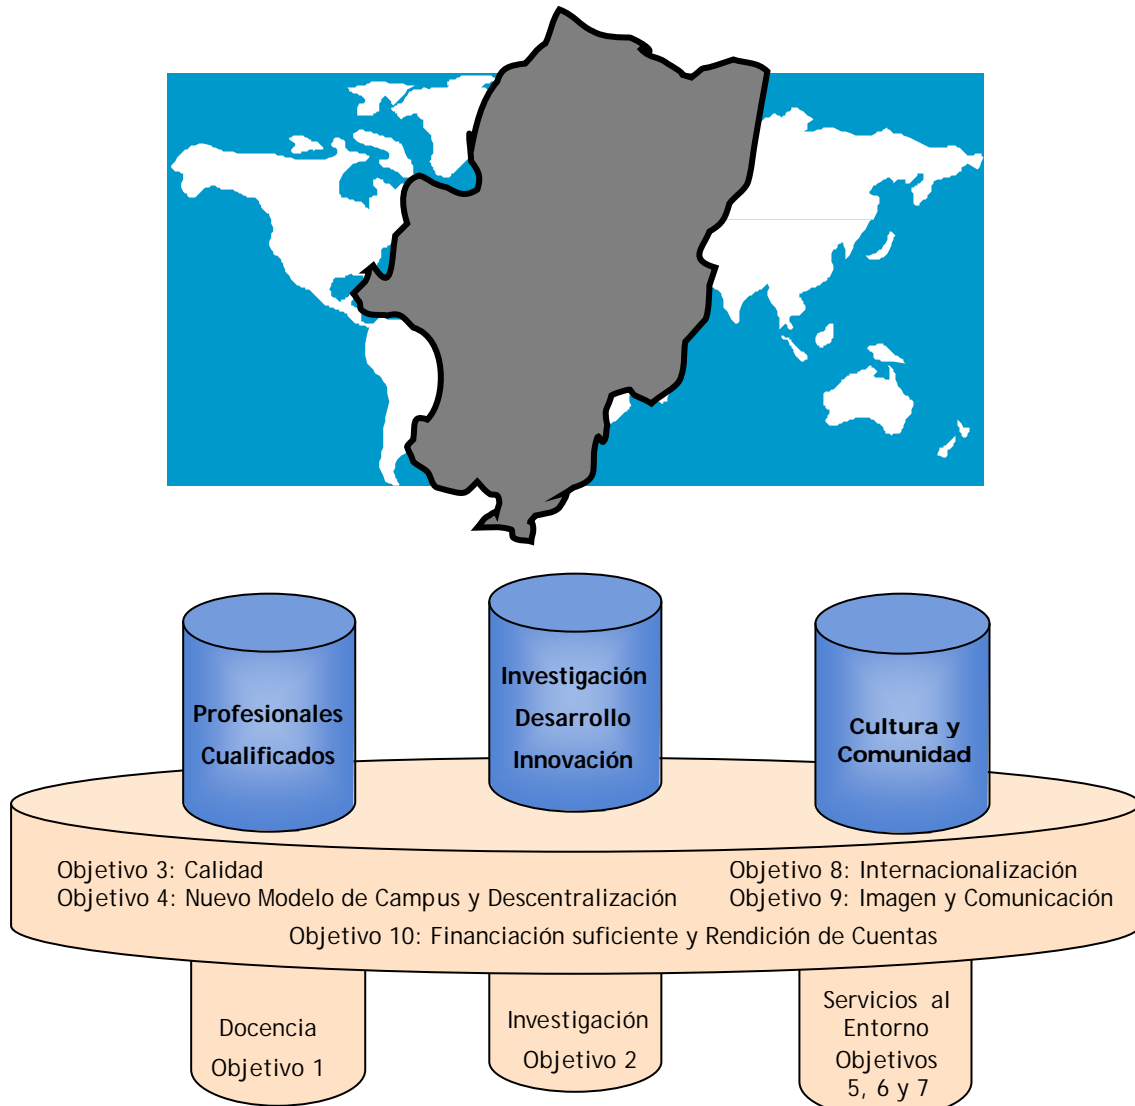 Profesionales
Cualificados
Investigación
Desarrollo
Innovación
Cultura y
Comunidad
Objetivo 3: Calidad
Objetivo 4: Nuevo Modelo de Campus y Descentralización
Objetivo 8: Internacionalización
Objetivo 9: Imagen y Comunicación
Objetivo 10: Financiación suficiente y Rendición de Cuentas
Docencia
Objetivo 1
Investigación
Objetivo 2
Servicios al
Entorno
Objetivos
5, 6 y 7